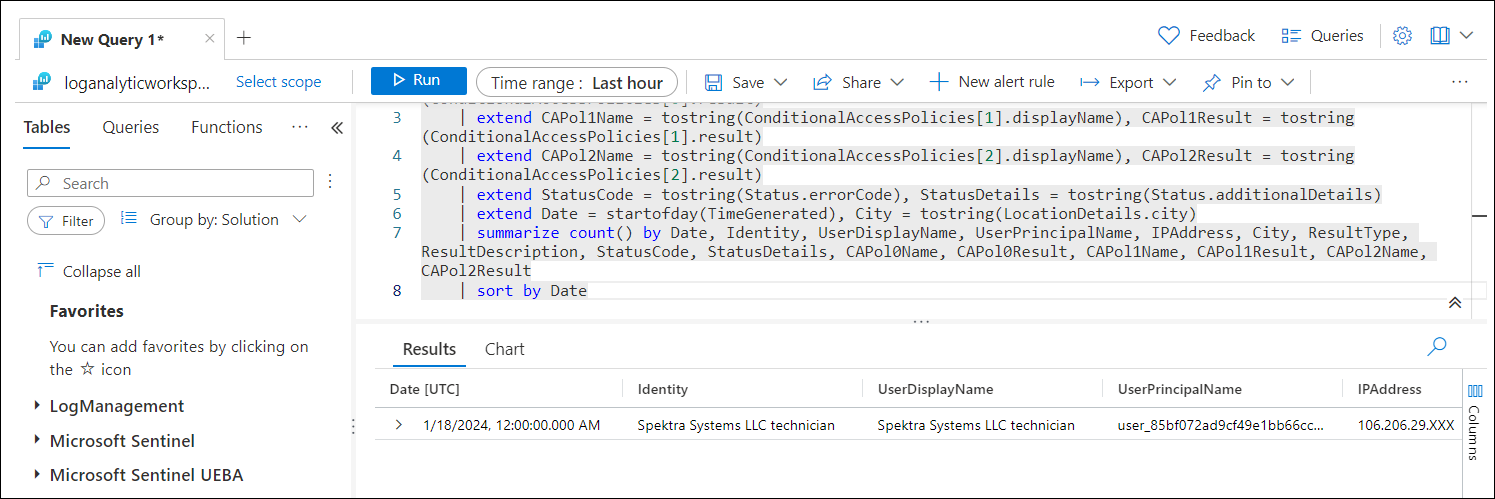 New Query 1*
Feedback
Queries
loganalyticworksp...
Select scope
Run
Time range : Last hour
Save
Share
New alert rule
Export
Pin to
Tables
Queries
Functions
Search
Filter
Group by: Solution
Collapse all
Favorites
You can add favorites by clicking on
the ☆ icon
LogManagement
Microsoft Sentinel
Microsoft Sentinel UEBA
3 | extend CAPol1Name = tostring(ConditionalAccessPolicies[1].displayName), CAPol1Result = tostring
(ConditionalAccessPolicies[1].result)
4 | extend CAPol2Name = tostring(ConditionalAccessPolicies[2].displayName), CAPol2Result = tostring
(ConditionalAccessPolicies[2].result)
5 | extend StatusCode = tostring(Status.errorCode), StatusDetails = tostring(Status.additionalDetails)
6 | extend Date = startofday(TimeGenerated), City = tostring(LocationDetails.city)
7 | summarize count() by Date, Identity, UserDisplayName, UserPrincipalName, IPAddress, City, ResultType,
ResultDescription, StatusCode, StatusDetails, CAPol0Name, CAPol0Result, CAPol1Name, CAPol1Result, CAPol2Name,
CAPol2Result
8 | sort by Date
Results
Chart
Date [UTC]
Identity
UserDisplayName
UserPrincipalName
IPAddress
1/18/2024, 12:00:00.000 AM
Spektra Systems LLC technician
Spektra Systems LLC technician
user_85bf072ad9cf49e1bb66cc...
106.206.29.XXX
Columns